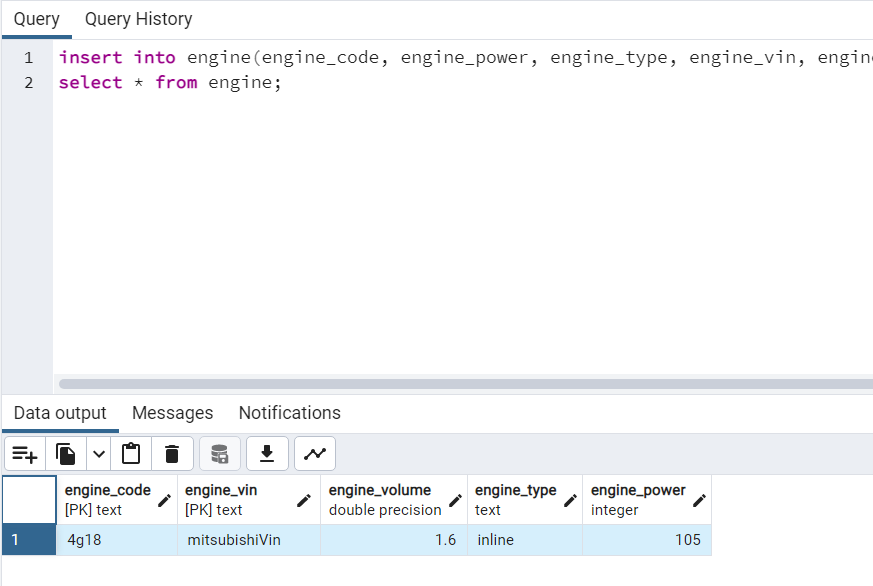 Query Query History
1 insert into engine(engine_code, engine_power, engine_type, engine_vin, engin
2 select * from engine;
Data output Messages Notifications
engine_code engine_vin engine_volume engine_type engine_power
[PK] text [PK] text double precision text integer
1 4g18 mitsubishiVin 1.6 inline 105